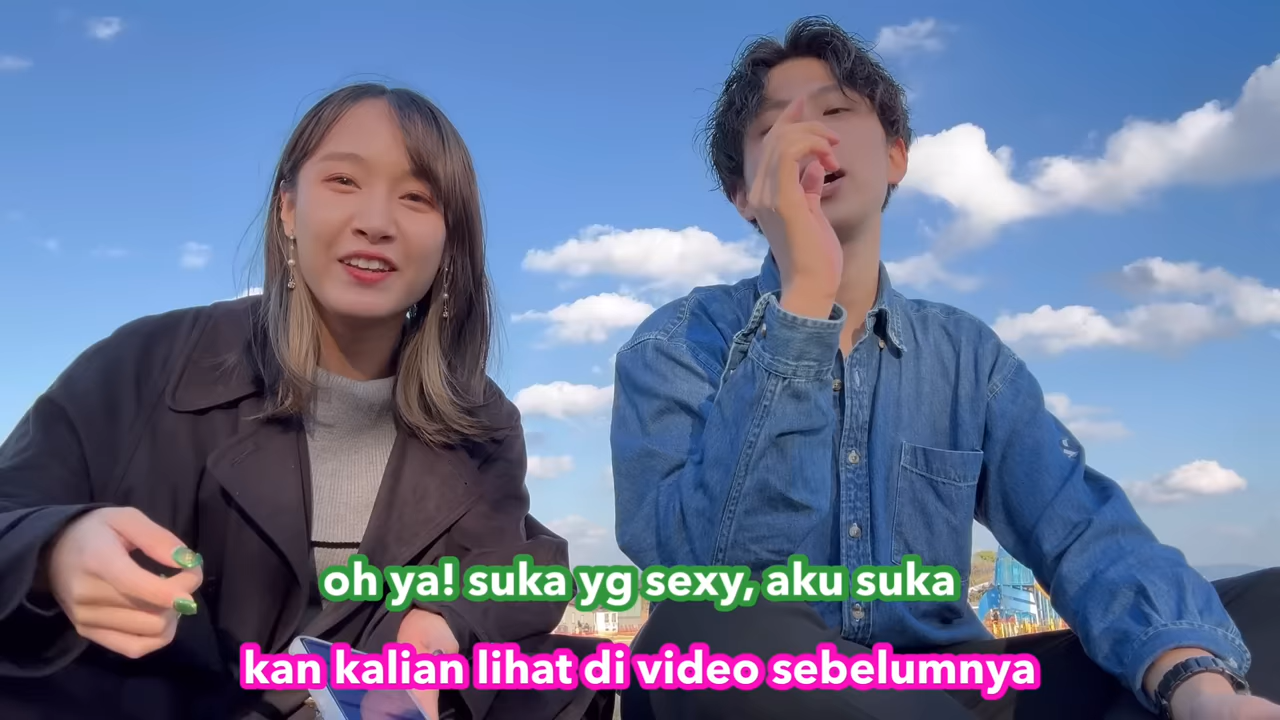 oh ya! suka yg sexy, aku suka
kan kalian lihat di video sebelumnya